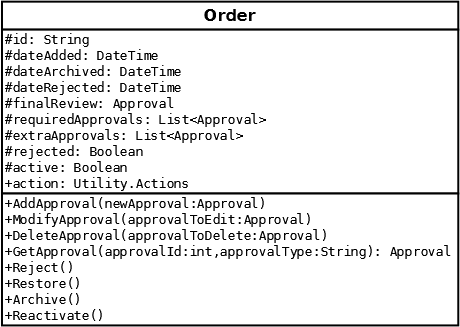 Order
#id: String
#dateAdded: DateTime
#dateArchived: DateTime
#dateRejected: DateTime
#finalReview: Approval
#requiredApprovals: List<Approval>
#extraApprovals: List<Approval>
#rejected: Boolean
#active: Boolean
+action: Utility.Actions
+AddApproval(newApproval:Approval)
+ModifyApproval(approvalToEdit:Approval)
+DeleteApproval(approvalToDelete:Approval)
+GetApproval(approvalId:int,approvalType:String): Approval
+Reject()
+Restore()
+Archive()
+Reactivate()